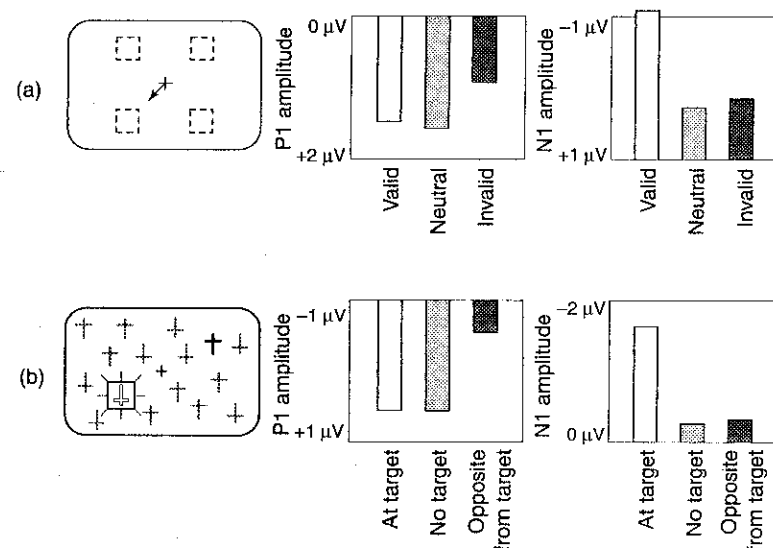 (a)
P1 amplitude
0 µV
+2 µV
Valid
Neutral
Invalid
N1 amplitude
-1 µV
+1 µV
Valid
Neutral
Invalid
(b)
P1 amplitude
-1 µV
+1 µV
At target
No target
Opposite
from target
N1 amplitude
-2 µV
0 µV
At target
No target
Opposite
from target